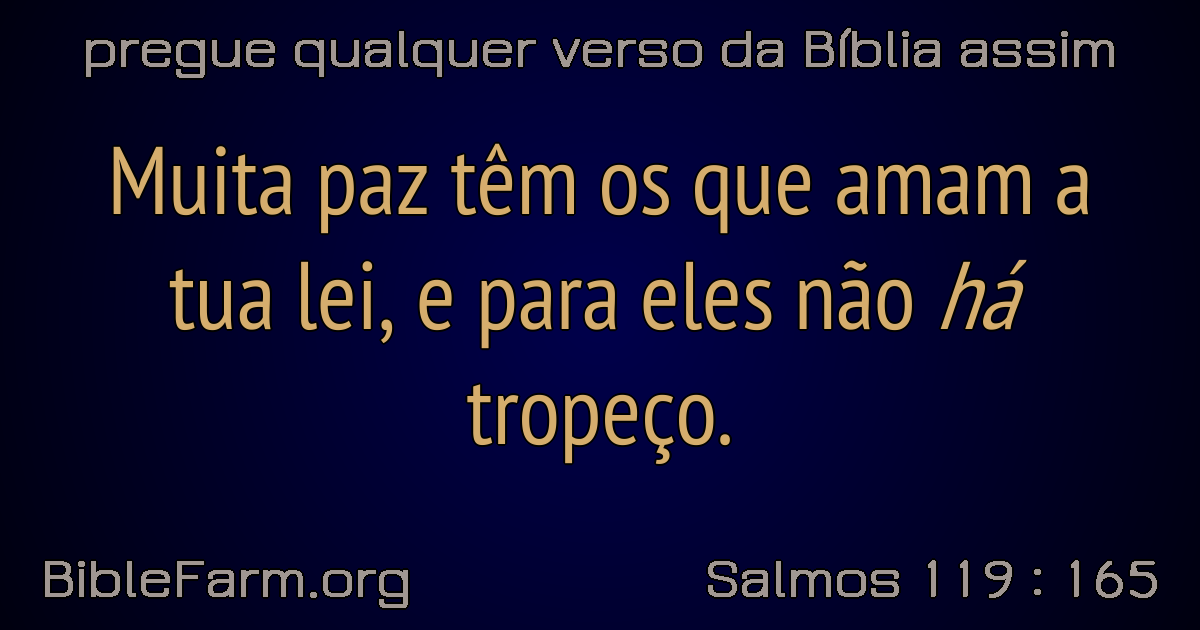 pregue qualquer verso da Bíblia assim
Muita paz têm os que amam a
tua lei, e para eles não há
tropeço.
BibleFarm.org
Salmos 119 : 165